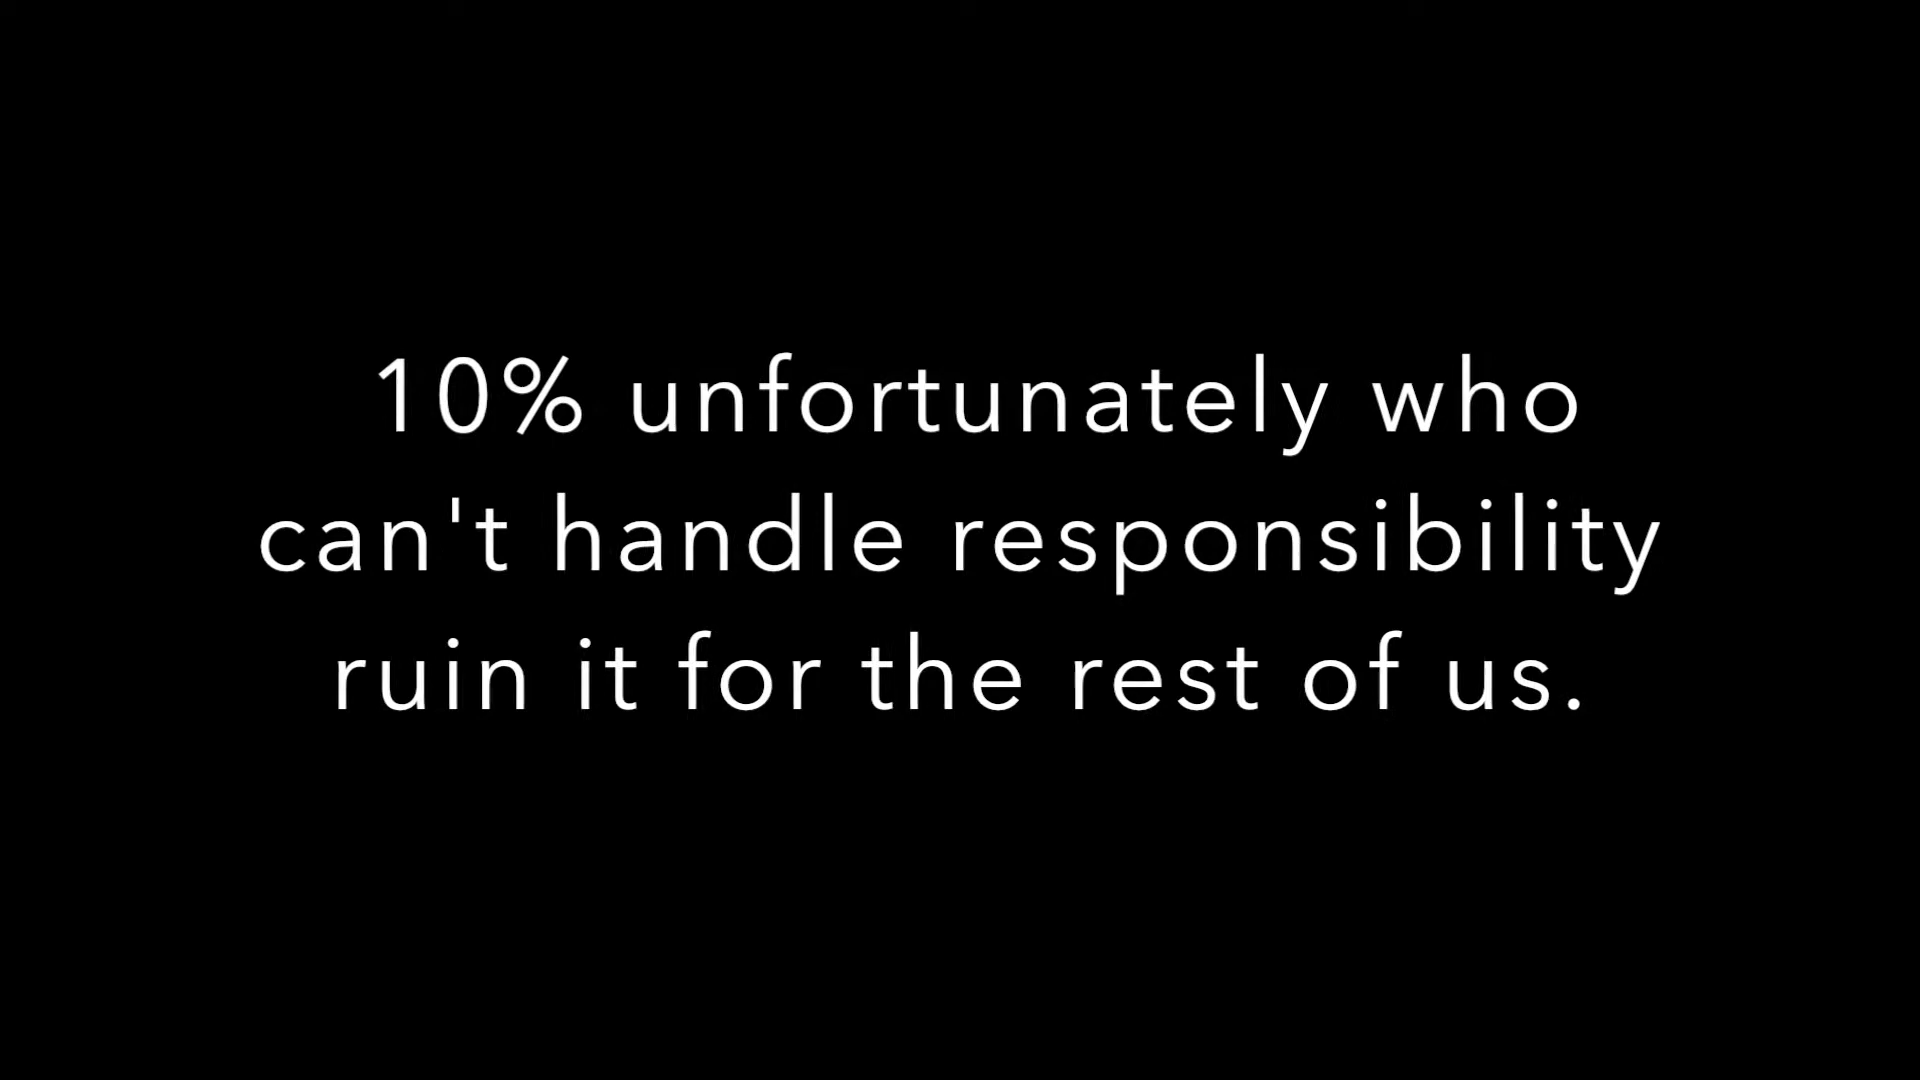 10% unfortunately who
can't handle responsibility
ruin it for the rest of us.